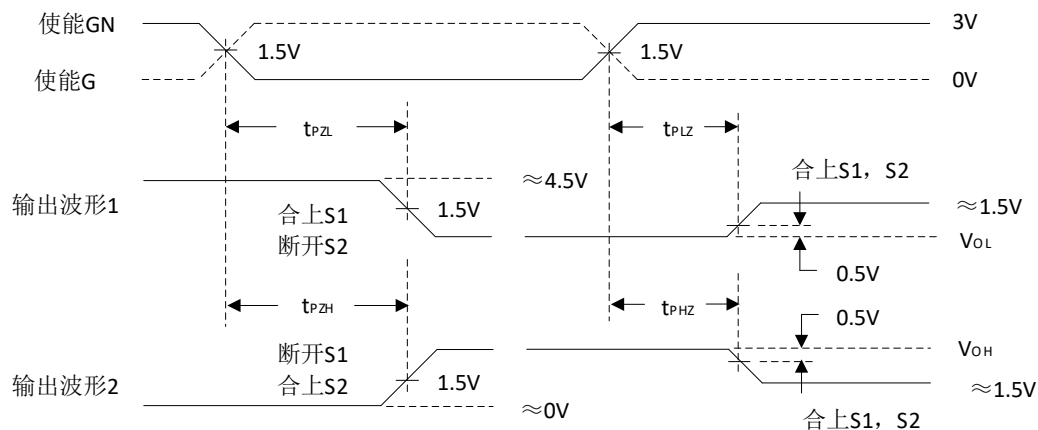 使能GN
1.5V
1.5V
3V
使能G
0V
tPZL
tPLZ
≈4.5V
合上S1，S2
输出波形1
合上S1
断开S2
1.5V
≈1.5V
VOL
0.5V
tPZH
tPHZ
0.5V
断开S1
合上S2
VOH
输出波形2
1.5V
≈1.5V
≈0V
合上S1，S2